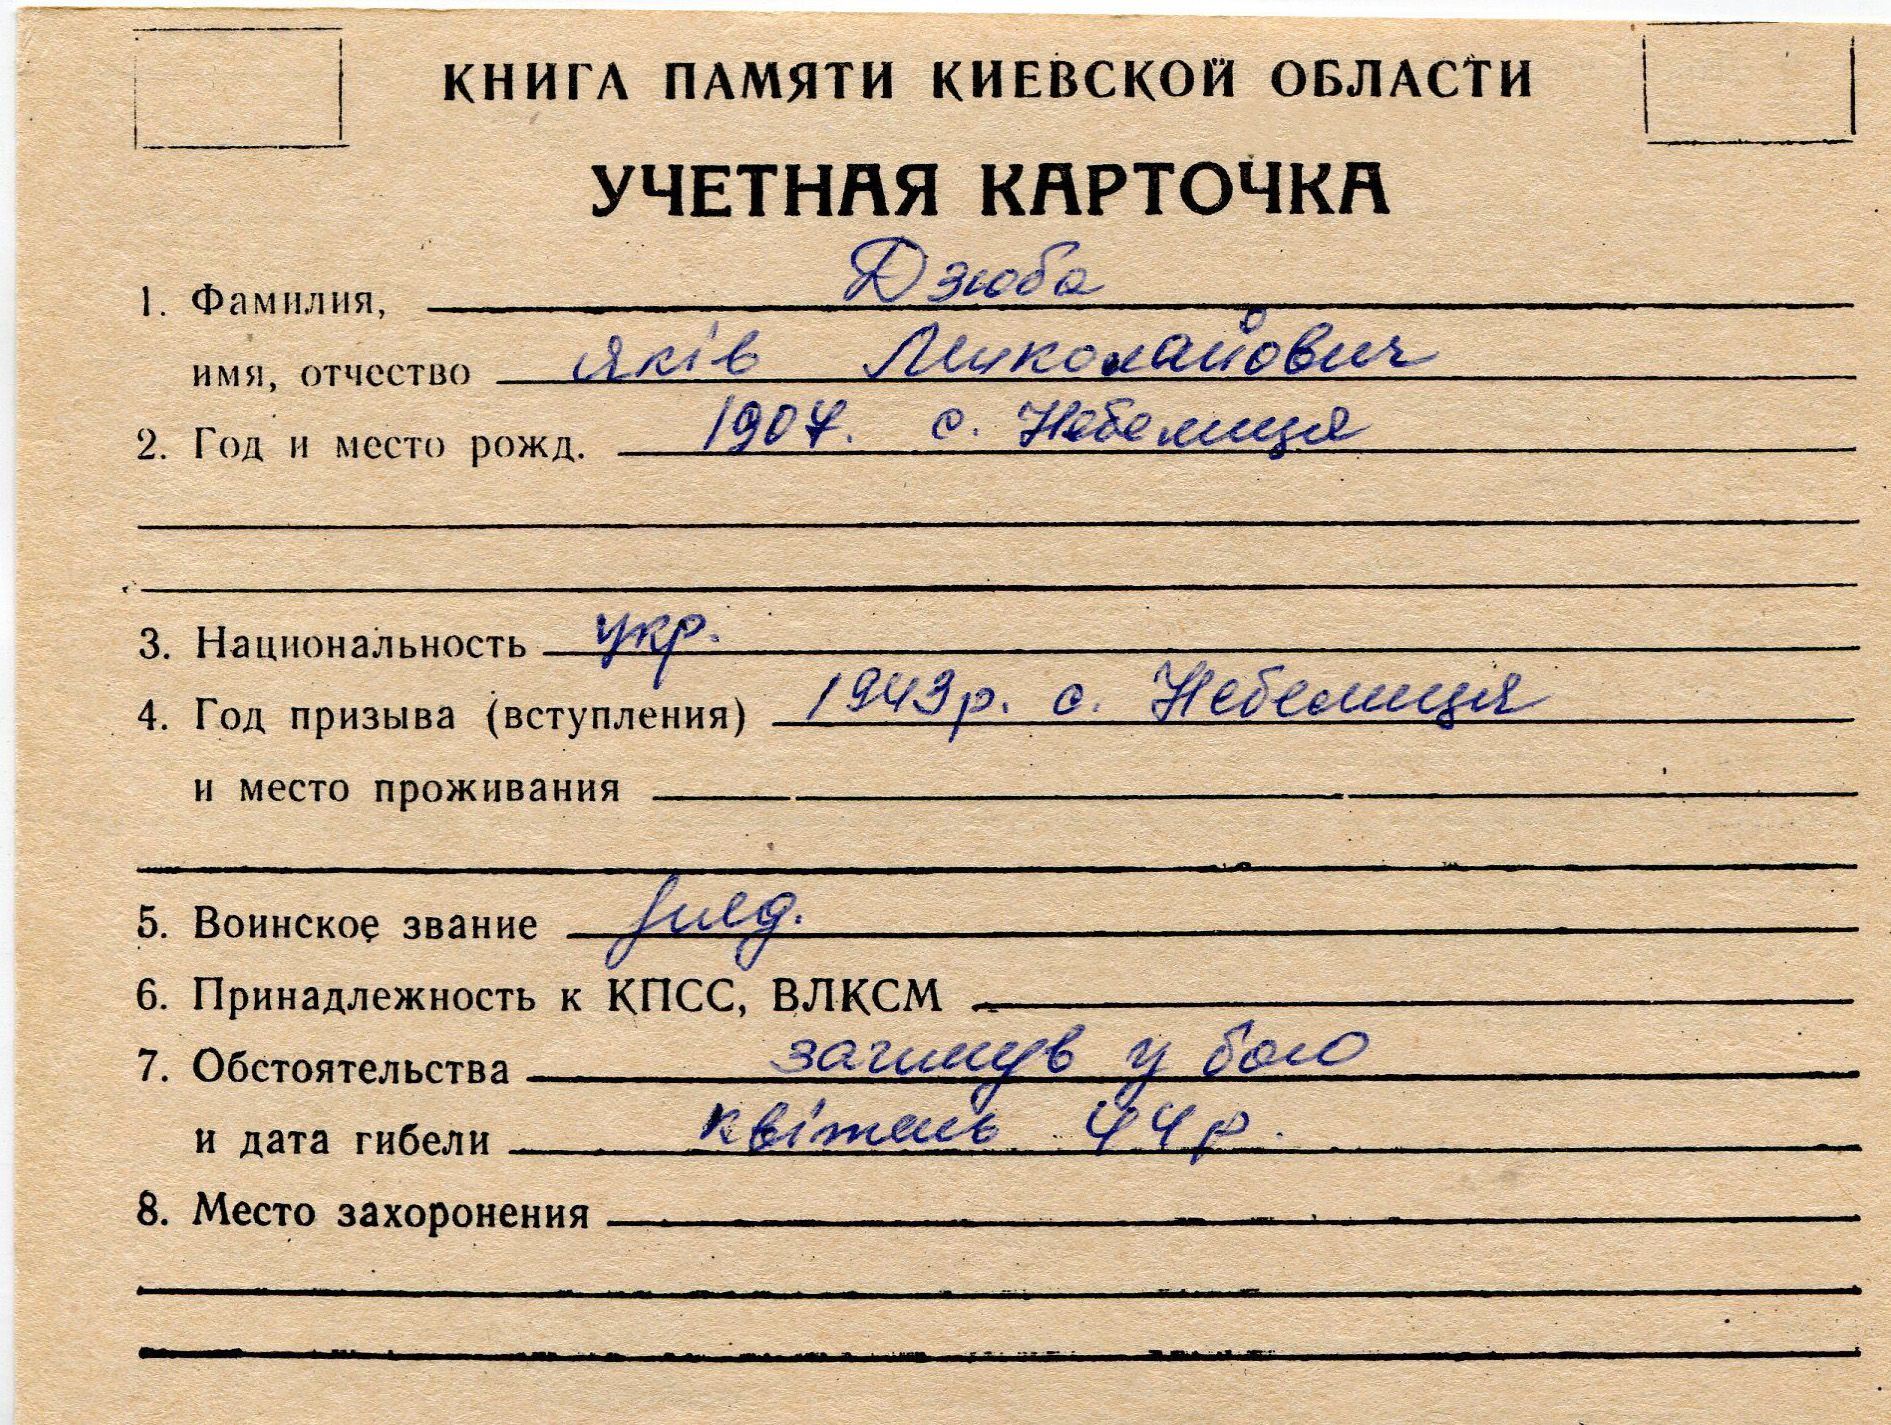 КНИГА ПАМЯТИ КИЕВСКОЙ ОБЛАСТИ
УЧЕТНАЯ КАРТОЧКА
1. Фамилия, Дзюба
имя, отчество Яків Миколайович
2. Год и место рожд. 1907. с. Небелиця
3. Национальность укр.
4. Год призыва (вступления) 1943р. с. Небелиця
и место проживания
5. Воинское звание
6. Принадлежность к КПСС, ВЛКСМ
7. Обстоятельства загинув у бою
и дата гибели квітень 44р.
8. Место захоронения